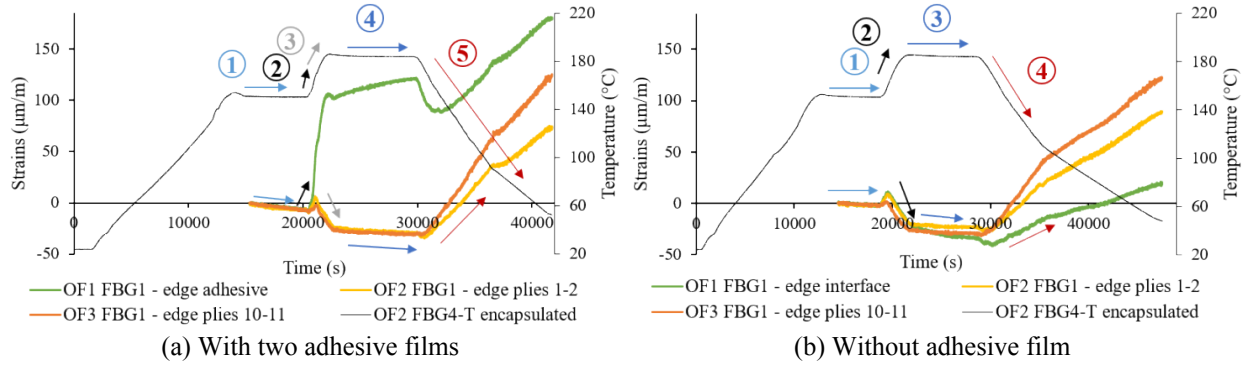 220
150
180
100
140
50
100
0
60
-50
20
Strains (μm/m)
Temperature (°C)
0 10000 20000 30000 40000
Time (s)
① ② ③ ④ ⑤
OF1 FBG1 - edge adhesive
OF2 FBG1 - edge plies 1-2
OF3 FBG1 - edge plies 10-11
OF2 FBG4-T encapsulated
(a) With two adhesive films
220
150
180
100
140
50
100
0
60
-50
20
Strains (μm/m)
Temperature (°C)
0 10000 20000 30000 40000
Time (s)
① ② ③ ④
OF1 FBG1 - edge interface
OF2 FBG1 - edge plies 1-2
OF3 FBG1 - edge plies 10-11
OF2 FBG4-T encapsulated
(b) Without adhesive film